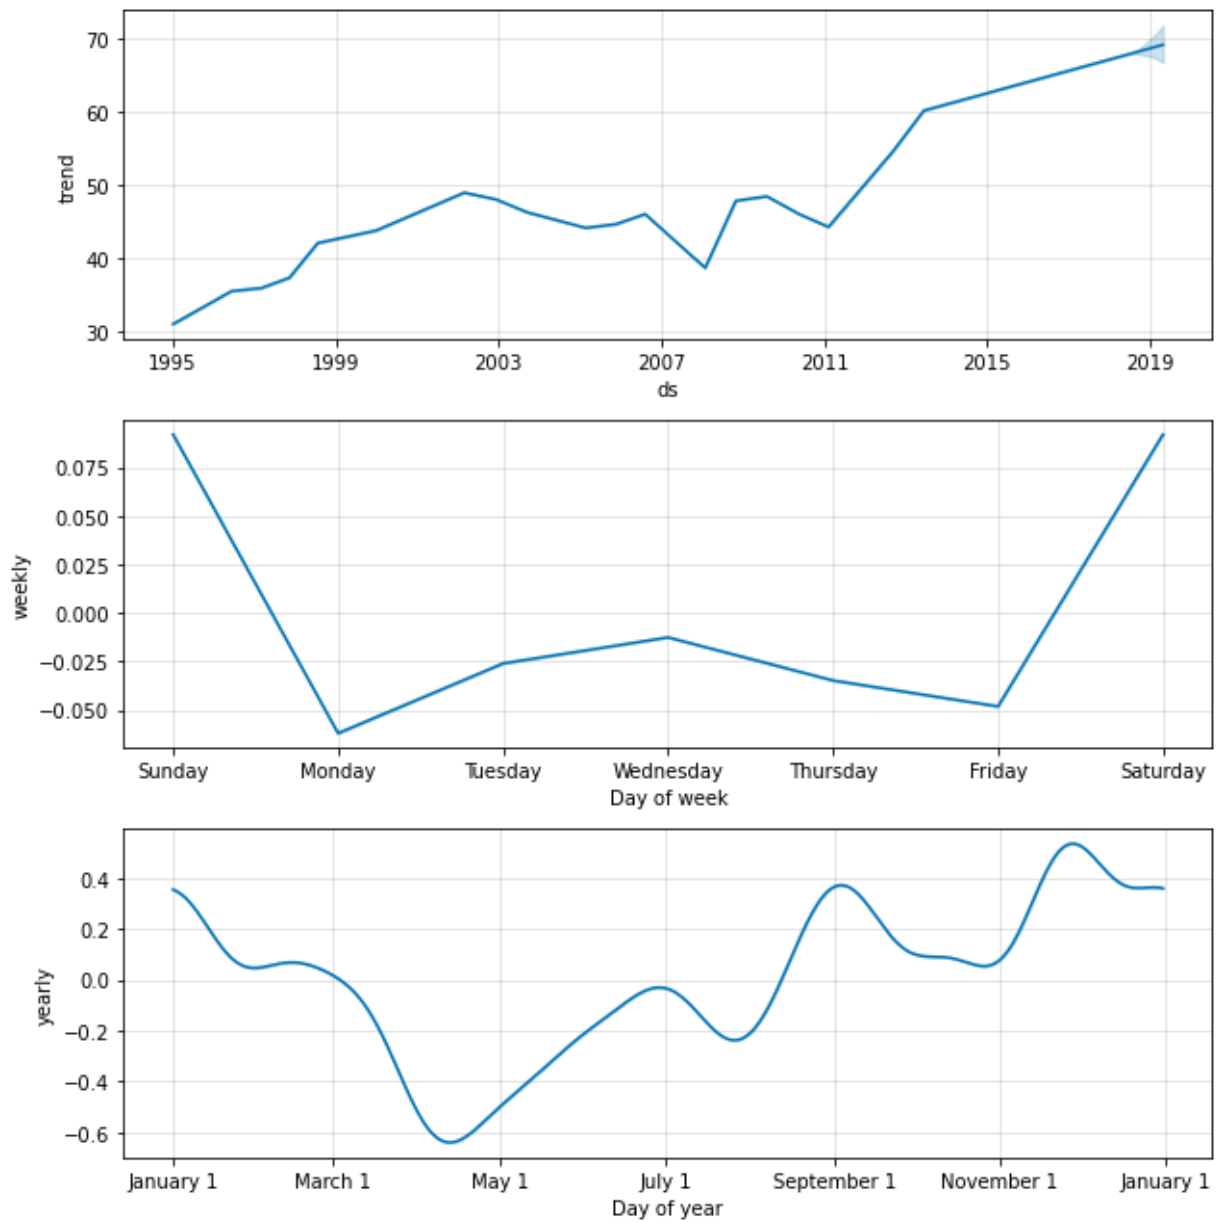 70
60
50
40
30
trend
1995 1999 2003 2007 2011 2015 2019
ds
0.075
0.050
0.025
0.000
−0.025
−0.050
weekly
Sunday Monday Tuesday Wednesday Thursday Friday Saturday
Day of week
0.4
0.2
0.0
−0.2
−0.4
−0.6
yearly
January 1 March 1 May 1 July 1 September 1 November 1 January 1
Day of year